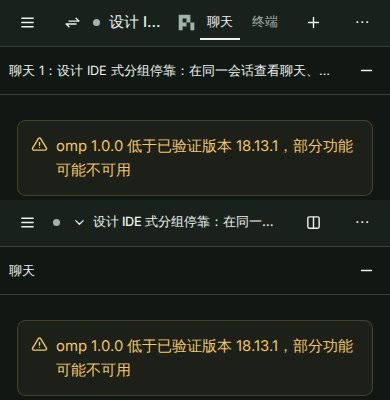 设计 I... 聊天 终端
聊天 1：设计 IDE 式分组停靠：在同一会话查看聊天、...
omp 1.0.0 低于已验证版本 18.13.1，部分功能
可能不可用
设计 IDE 式分组停靠：在同一...
聊天
omp 1.0.0 低于已验证版本 18.13.1，部分功能
可能不可用